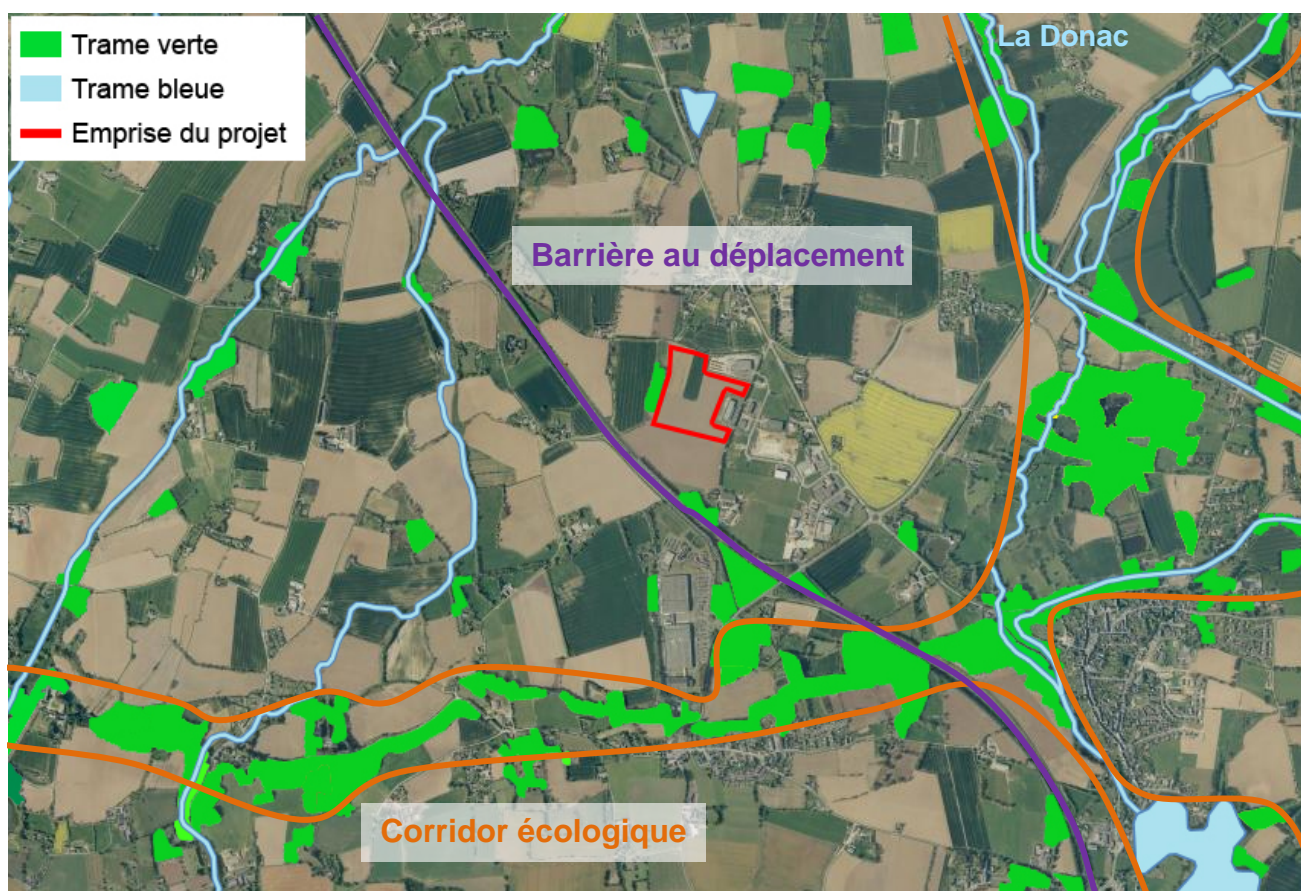 Trame verte
Trame bleue
Emprise du projet
La Donac
Barrière au déplacement
Corridor écologique